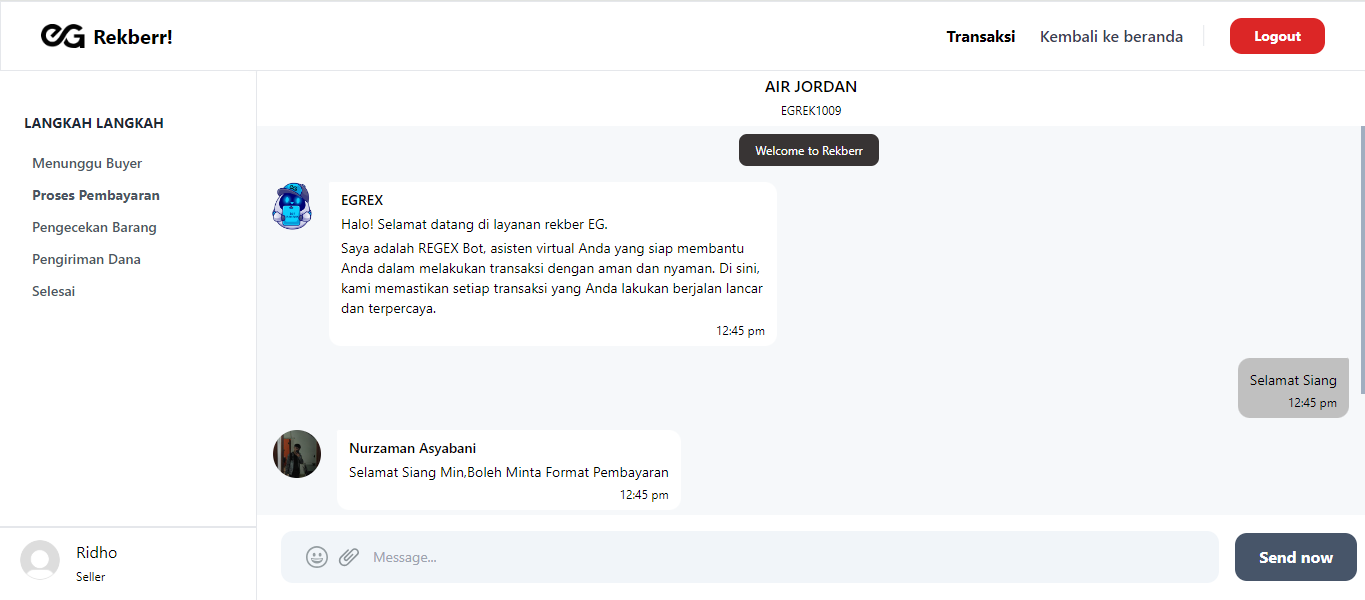 EG Rekberr!
Transaksi
Kembali ke beranda
Logout
LANGKAH LANGKAH
Menunggu Buyer
Proses Pembayaran
Pengecekan Barang
Pengiriman Dana
Selesai
Ridho
Seller
AIR JORDAN
EGREK1009
Welcome to Rekberr
EGREX
Halo! Selamat datang di layanan rekber EG.
Saya adalah REGEX Bot, asisten virtual Anda yang siap membantu
Anda dalam melakukan transaksi dengan aman dan nyaman. Di sini,
kami memastikan setiap transaksi yang Anda lakukan berjalan lancar
dan terpercaya.
12:45 pm
Selamat Siang
12:45 pm
Nurzaman Asyabani
Selamat Siang Min,Boleh Minta Format Pembayaran
12:45 pm
Message...
Send now